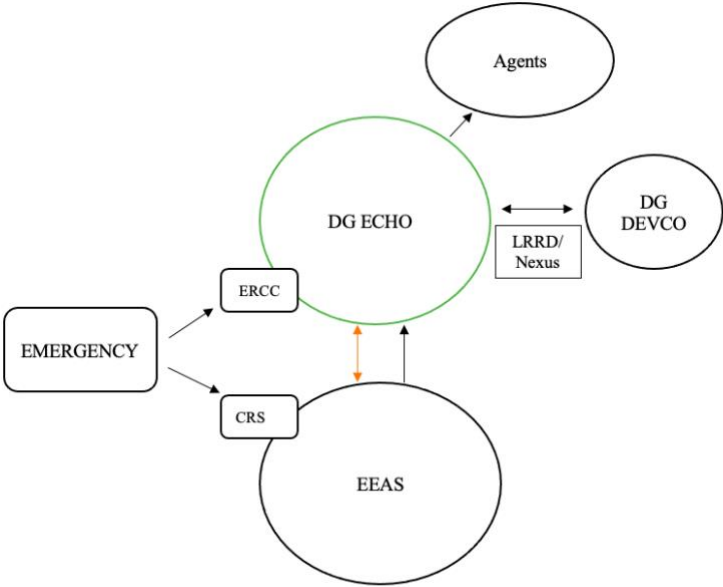 Agents
DG ECHO
DG
DEVCO
LRRD/
Nexus
ERCC
EMERGENCY
CRS
EEAS